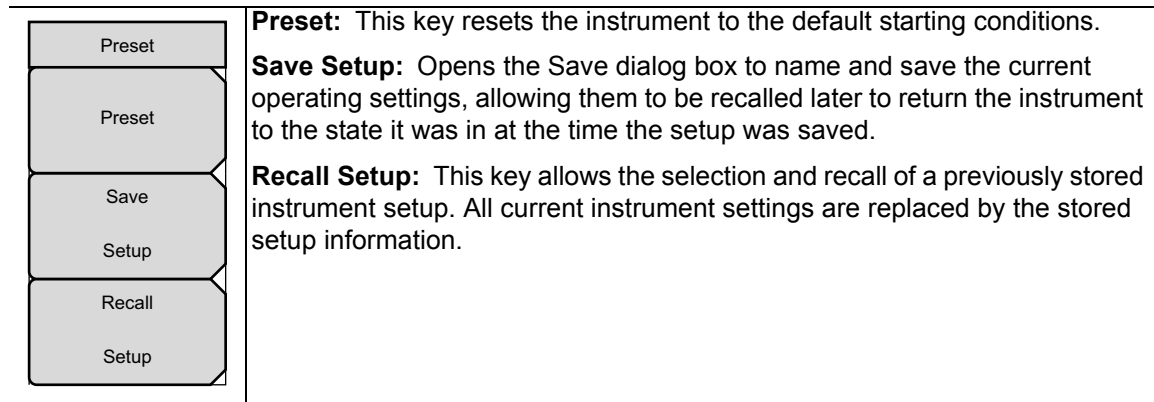 Preset
Preset
Save
Setup
Recall
Setup
Preset: This key resets the instrument to the default starting conditions.
Save Setup: Opens the Save dialog box to name and save the current
operating settings, allowing them to be recalled later to return the instrument
to the state it was in at the time the setup was saved.
Recall Setup: This key allows the selection and recall of a previously stored
instrument setup. All current instrument settings are replaced by the stored
setup information.